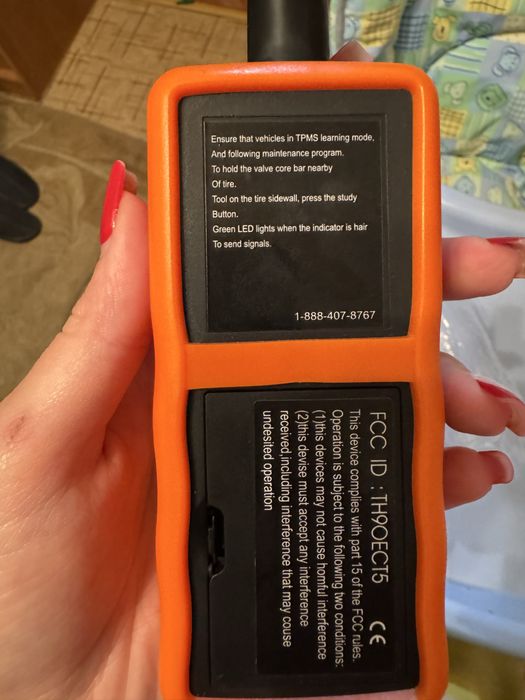 Ensure that vehicles in TPMS learning mode,
And following maintenance program.
To hold the valve core bar nearby
Of tire.
Tool on the tire sidewall, press the study
Button.
Green LED lights when the indicator is hair
To send signals.
1-888-407-8767
FCC ID : TH9OECT5 CE
This device complies with part 15 of the FCC rules.
Operation is subject to the following two conditions:
(1)this devices may not cause homful interference
(2)this devise must accept any interference
received,including interference that may couse
undesited operation